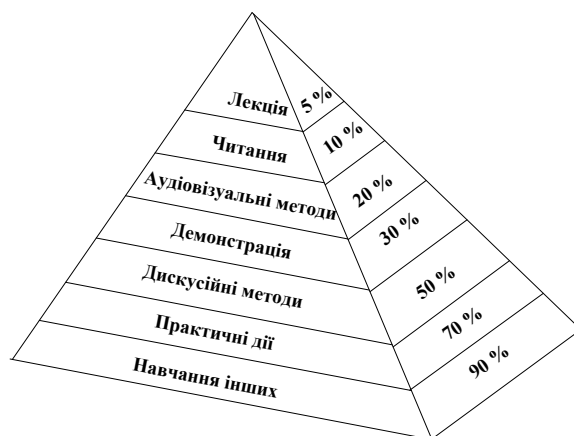 Лекція 5 %
Читання 10 %
Аудіовізуальні методи 20 %
Демонстрація 30 %
Дискусійні методи 50 %
Практичні дії 70 %
Навчання інших 90 %